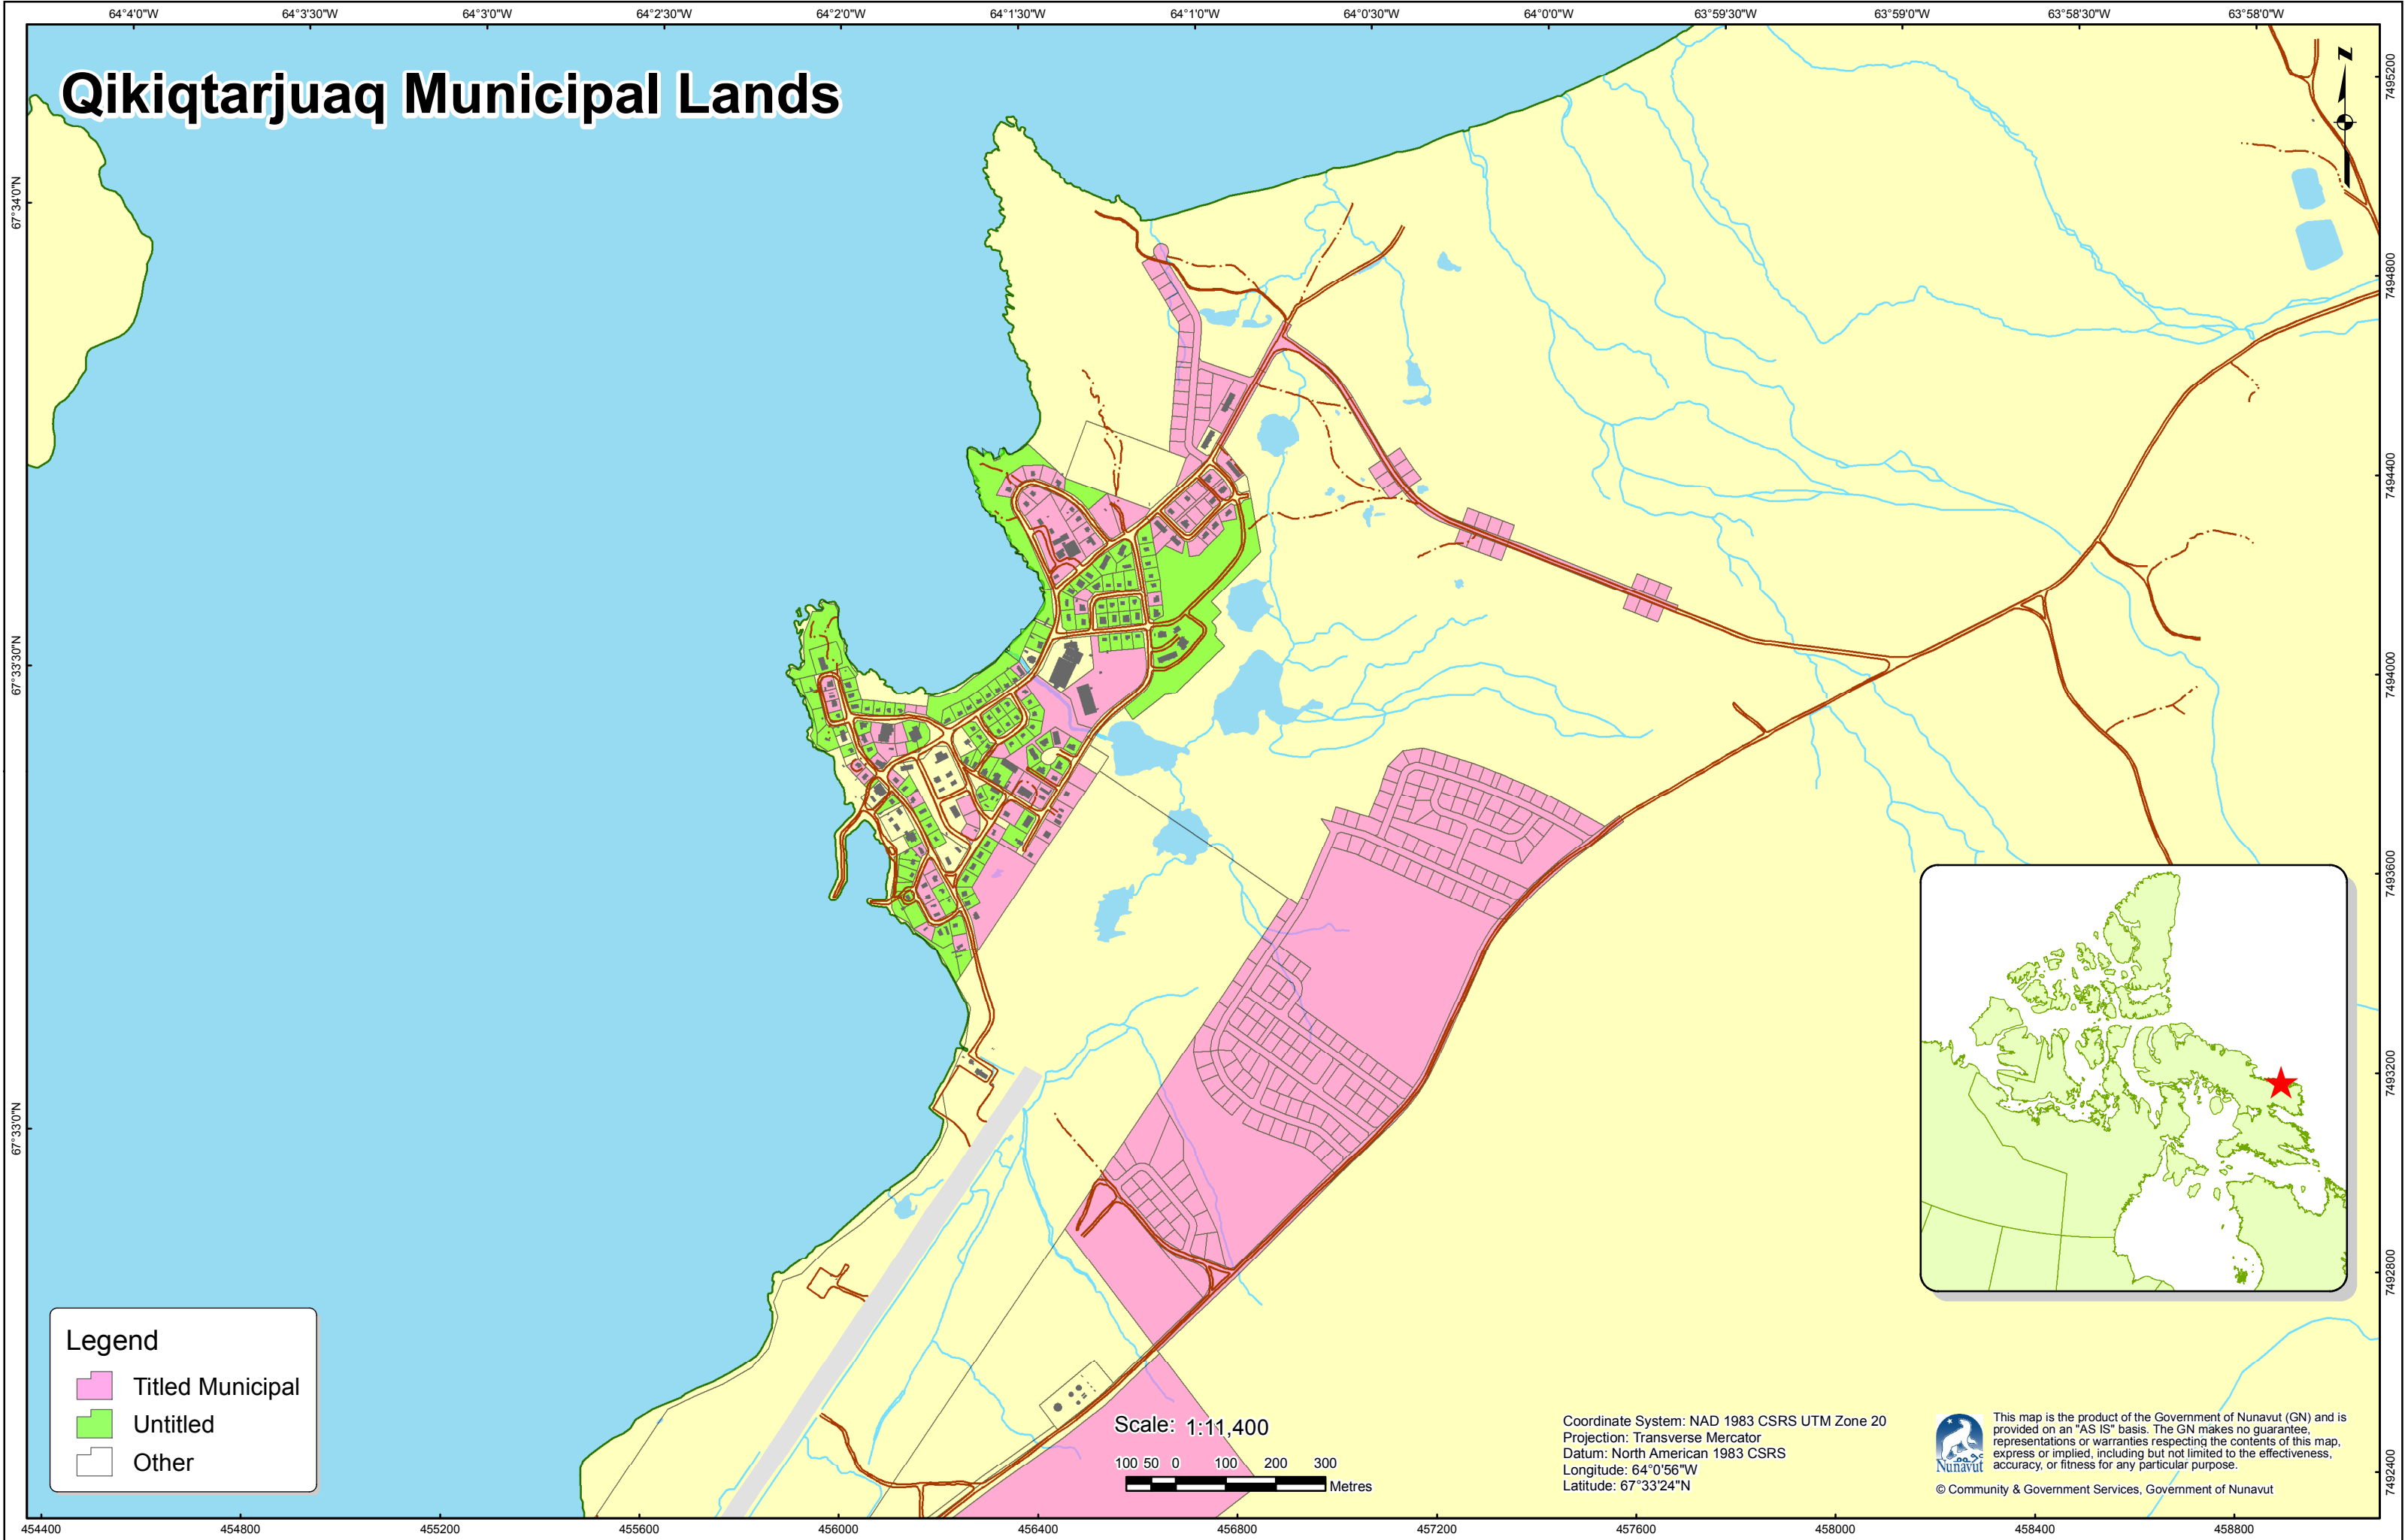 64°4'0"W 64°3'30"W 64°3'0"W 64°2'30"W 64°2'0"W 64°1'30"W 64°1'0"W 64°0'30"W 64°0'0"W 63°59'30"W 63°59'0"W 63°58'30"W 63°58'0"W
Qikiqtarjuaq Municipal Lands
N
67°34'0"N
67°33'30"N
67°33'0"N
7495200
7494800
7494400
7494000
7493600
7493200
7492800
7492400
Legend
Titled Municipal
Untitled
Other
Scale: 1:11,400
100 50 0 100 200 300
Metres
Coordinate System: NAD 1983 CSRS UTM Zone 20
Projection: Transverse Mercator
Datum: North American 1983 CSRS
Longitude: 64°0'56"W
Latitude: 67°33'24"N
Nunavut
This map is the product of the Government of Nunavut (GN) and is
provided on an "AS IS" basis. The GN makes no guarantee,
representations or warranties respecting the contents of this map,
express or implied, including but not limited to the effectiveness,
accuracy, or fitness for any particular purpose.
© Community & Government Services, Government of Nunavut
454400 454800 455200 455600 456000 456400 456800 457200 457600 458000 458400 458800